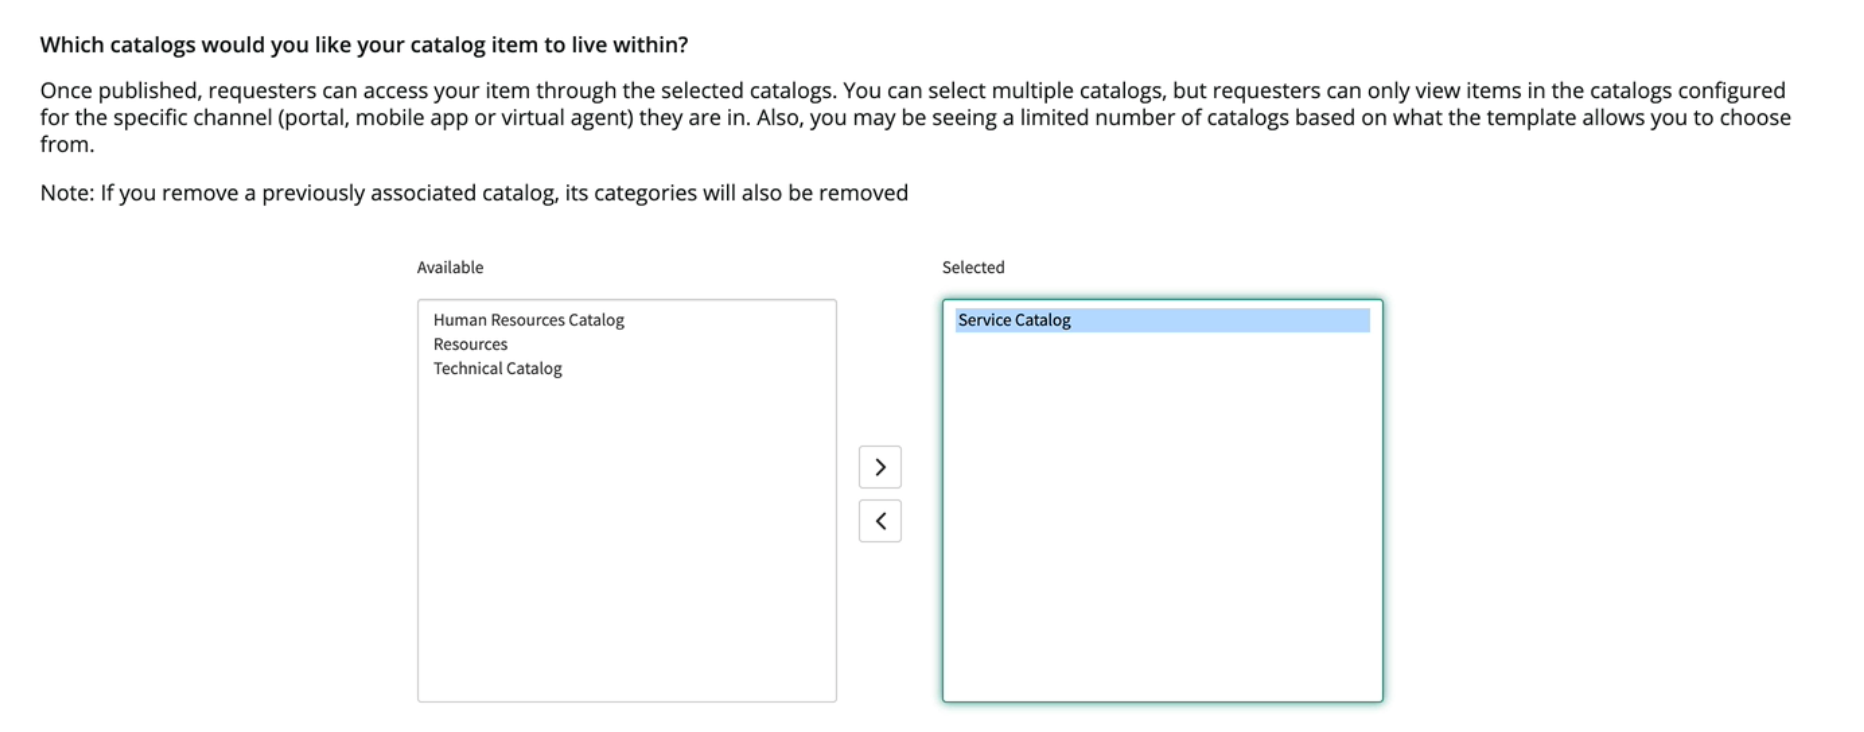 Which catalogs would you like your catalog item to live within?
Once published, requesters can access your item through the selected catalogs. You can select multiple catalogs, but requesters can only view items in the catalogs configured
for the specific channel (portal, mobile app or virtual agent) they are in. Also, you may be seeing a limited number of catalogs based on what the template allows you to choose
from.
Note: If you remove a previously associated catalog, its categories will also be removed
Available
Human Resources Catalog
Resources
Technical Catalog
Selected
Service Catalog